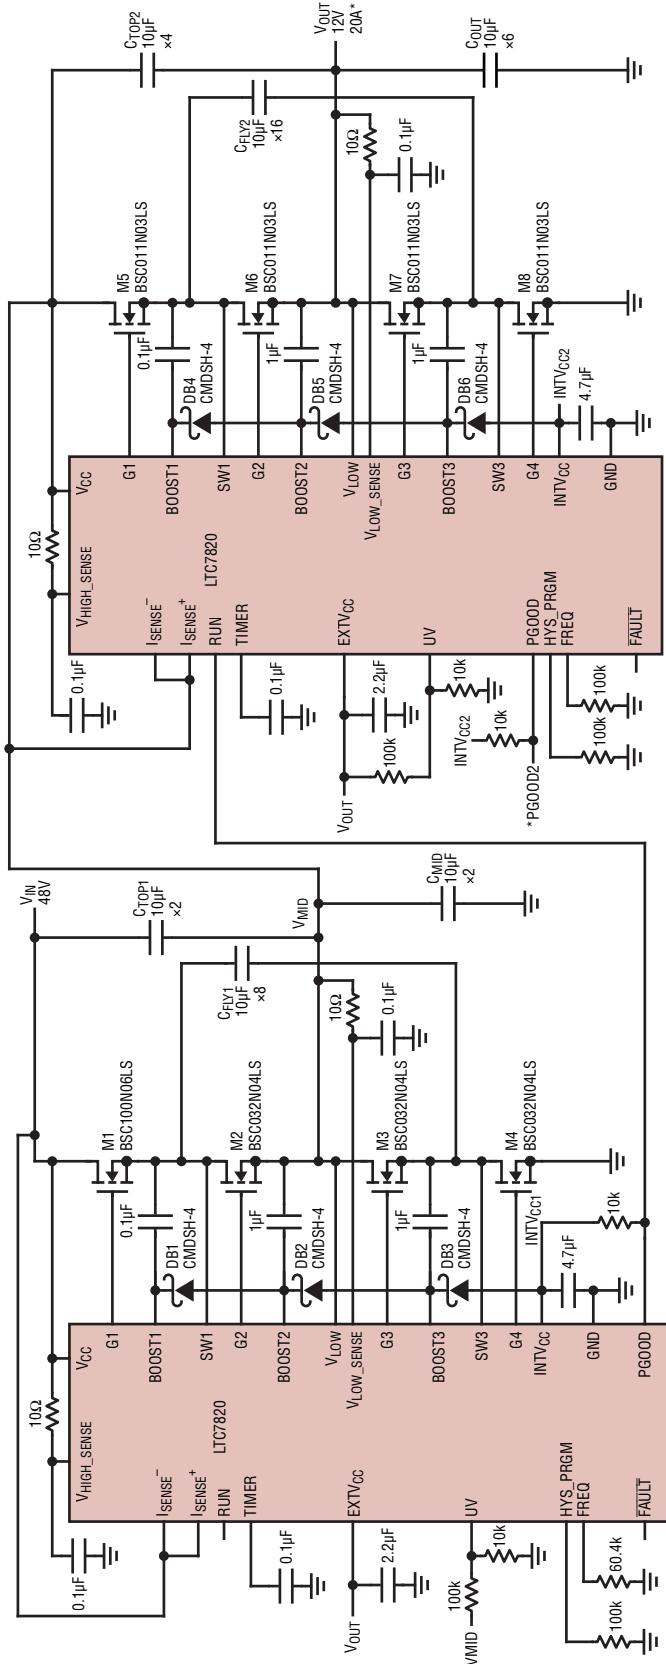 VIN
48V
CTOP1
10µF
×2
VMID
CMID
10µF
×2
CFLY1
10µF
×8
10Ω
0.1µF
M1
BSC100N06LS
M2
BSC032N04LS
M3
BSC032N04LS
M4
BSC032N04LS
0.1µF
DB1
CMDSH-4
1µF
DB2
CMDSH-4
1µF
DB3
CMDSH-4
INTVCC1
4.7µF
10k
10Ω
VCC
VHIGH_SENSE
G1
BOOST1
SW1
G2
BOOST2
VLOW
VLOW_SENSE
G3
BOOST3
SW3
G4
INTVCC
GND
PGOOD
LTC7820
ISENSE–
ISENSE+
RUN
TIMER
EXTVCC
UV
HYS_PRGM
FREQ
FAULT
0.1µF
0.1µF
VOUT
2.2µF
VMID
100k
10k
100k
60.4k
CTOP2
10µF
×4
VOUT
12V
20A*
COUT
10µF
×6
CFLY2
10µF
×16
10Ω
0.1µF
M5
BSC011N03LS
M6
BSC011N03LS
M7
BSC011N03LS
M8
BSC011N03LS
0.1µF
DB4
CMDSH-4
1µF
DB5
CMDSH-4
1µF
DB6
CMDSH-4
INTVCC2
4.7µF
10Ω
VCC
VHIGH_SENSE
G1
BOOST1
SW1
G2
BOOST2
VLOW
VLOW_SENSE
G3
BOOST3
SW3
G4
INTVCC
GND
LTC7820
ISENSE–
ISENSE+
RUN
TIMER
EXTVCC
UV
PGOOD
HYS_PRGM
FREQ
FAULT
0.1µF
0.1µF
VOUT
2.2µF
100k
10k
INTVCC2
10k
*PGOOD2
100k
100k